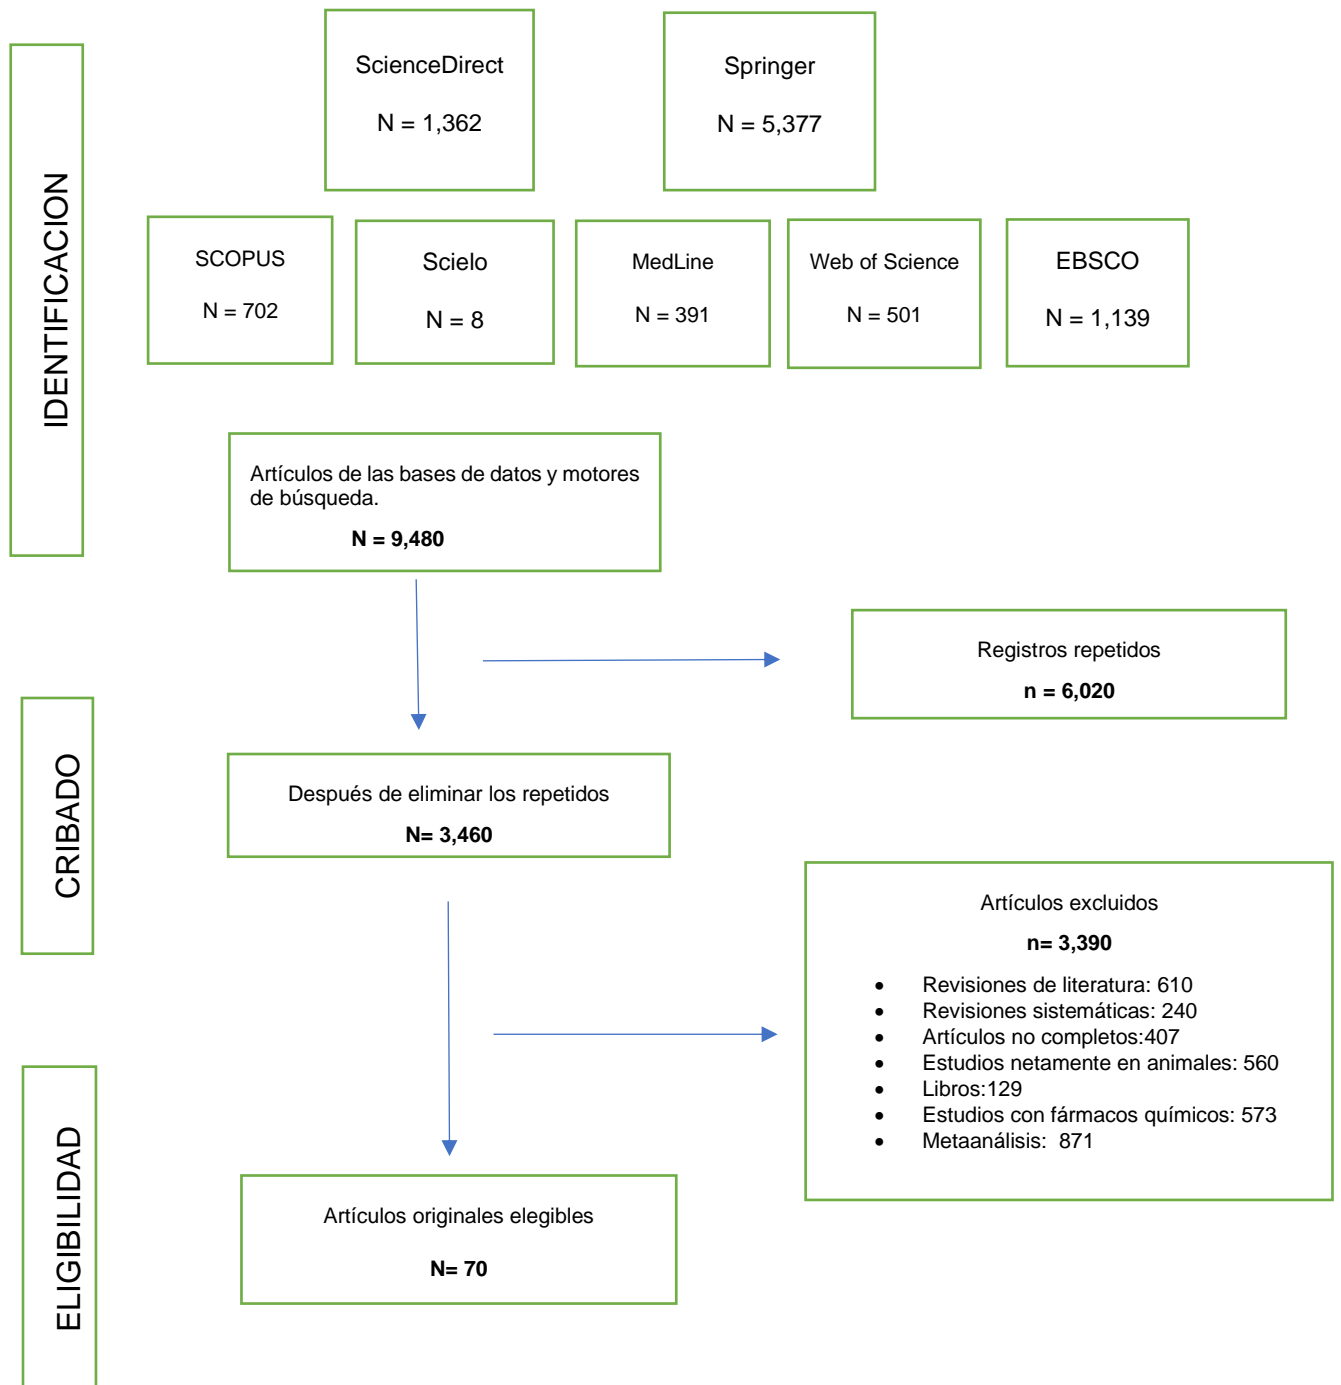 IDENTIFICACION
ScienceDirect
N = 1,362
Springer
N = 5,377
SCOPUS
N = 702
Scielo
N = 8
MedLine
N = 391
Web of Science
N = 501
EBSCO
N = 1,139
Artículos de las bases de datos y motores
de búsqueda.
N = 9,480
Registros repetidos
n = 6,020
CRIBADO
Después de eliminar los repetidos
N= 3,460
Artículos excluidos
n= 3,390
• Revisiones de literatura: 610
• Revisiones sistemáticas: 240
• Artículos no completos:407
• Estudios netamente en animales: 560
• Libros:129
• Estudios con fármacos químicos: 573
• Metaanálisis: 871
ELIGIBILIDAD
Artículos originales elegibles
N= 70